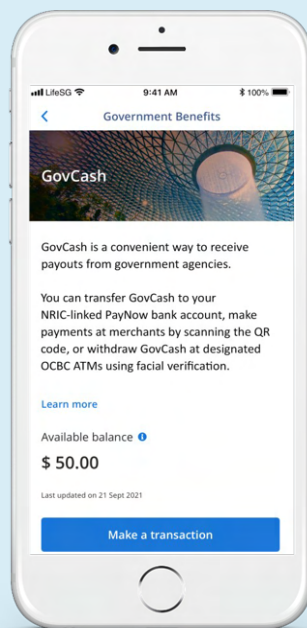 LifeSG 9:41 AM 100%
Government Benefits
GovCash
GovCash is a convenient way to receive
payouts from government agencies.
You can transfer GovCash to your
NRIC-linked PayNow bank account, make
payments at merchants by scanning the QR
code, or withdraw GovCash at designated
OCBC ATMs using facial verification.
Learn more
Available balance
$ 50.00
Last updated on 21 Sept 2021
Make a transaction